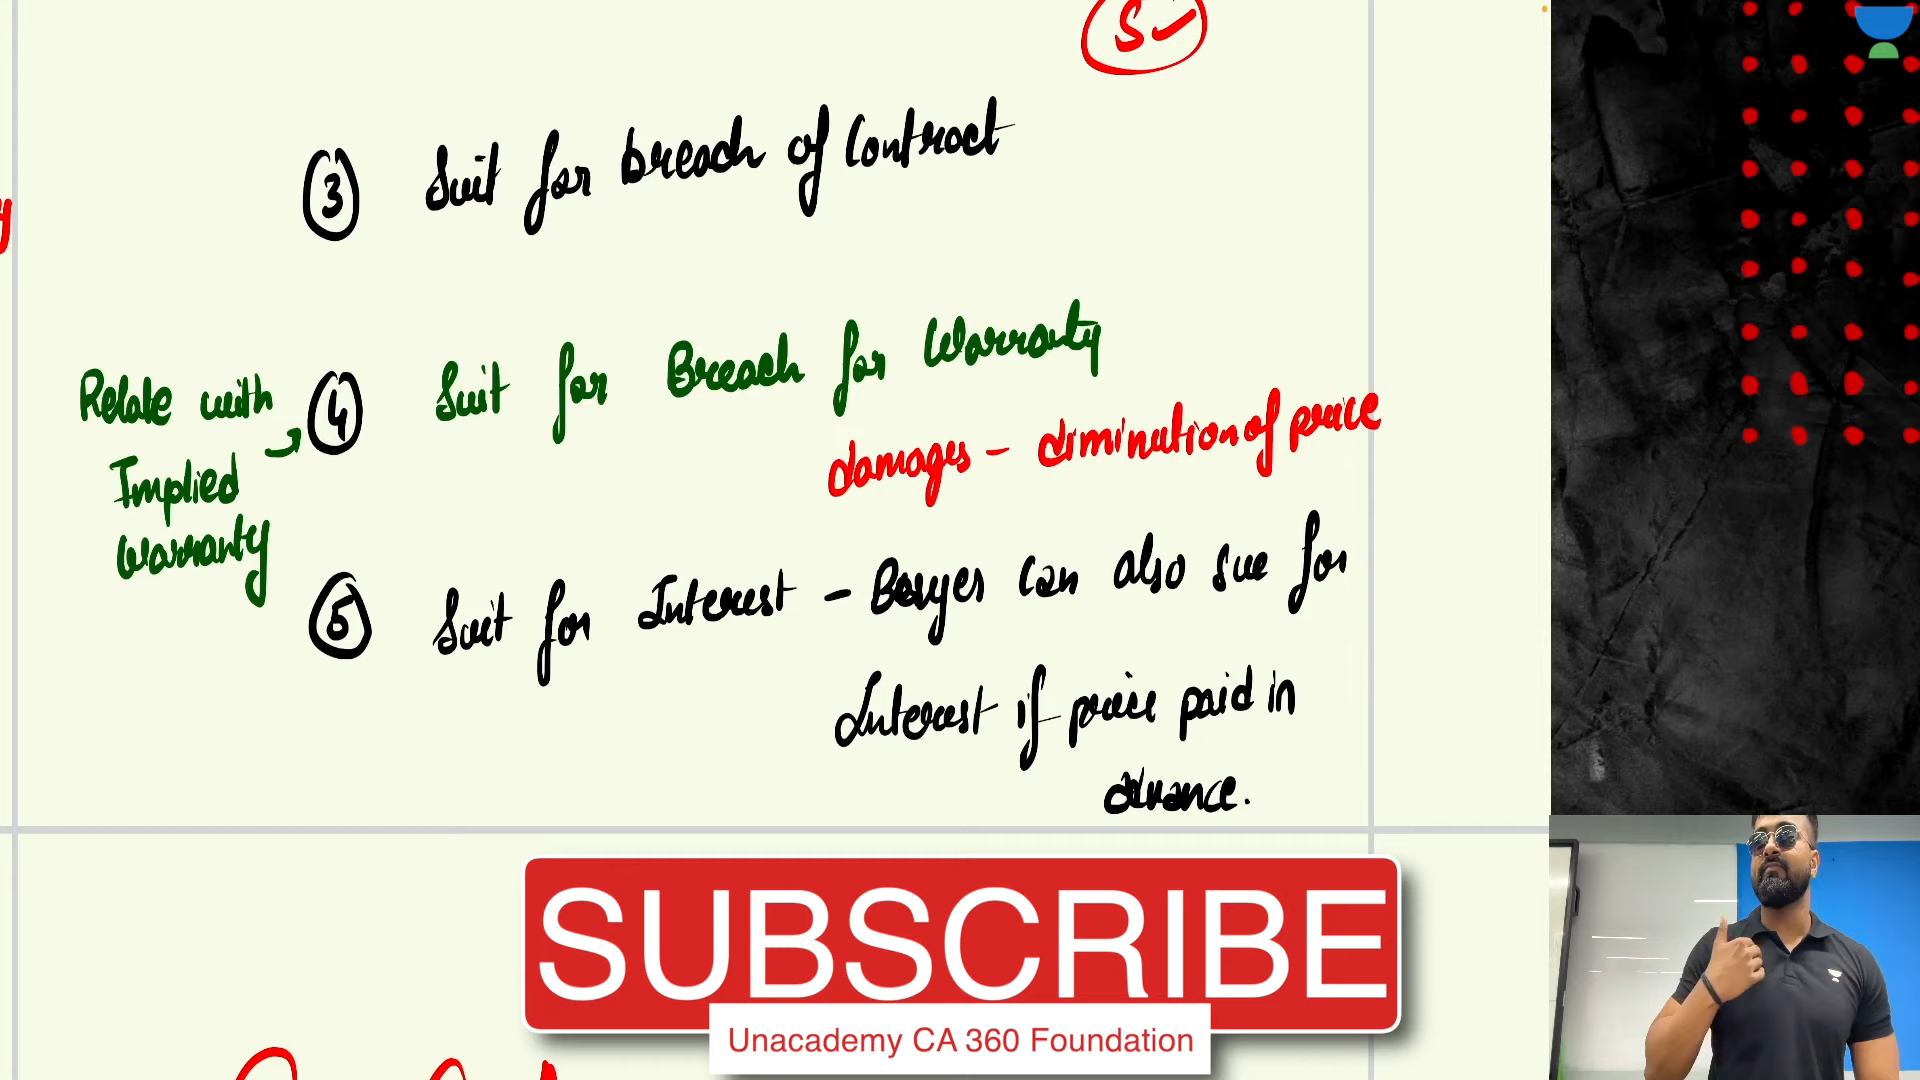 S
3 Suit for breach of Contract
4 Suit for Breach for Warranty
Relate with
Implied
Warranty
damages - diminution of price
5 Suit for Interest - Buyer can also sue for
Interest if price paid in
advance.
SUBSCRIBE
Unacademy CA 360 Foundation